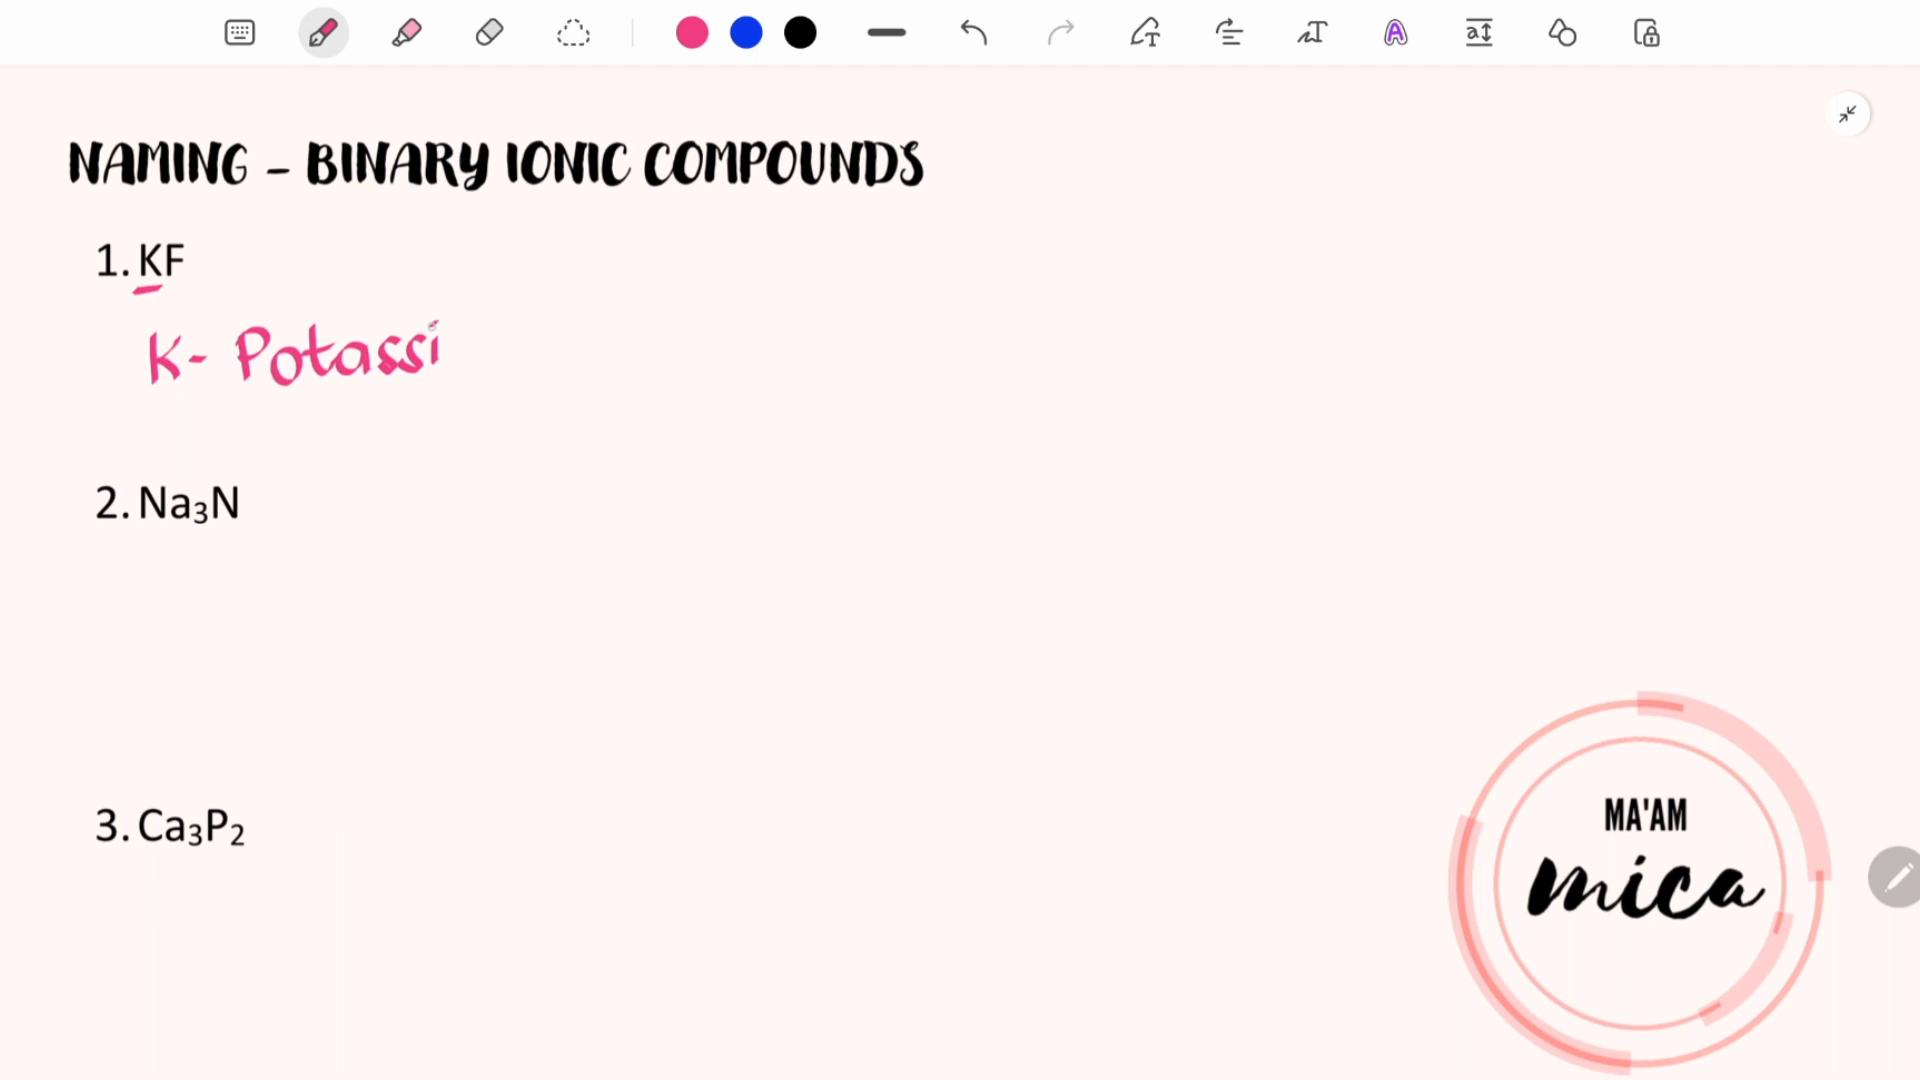 NAMING - BINARY IONIC COMPOUNDS
1. KF
K- Potassi
2. Na₃N
3. Ca₃P₂
MA'AM
mica